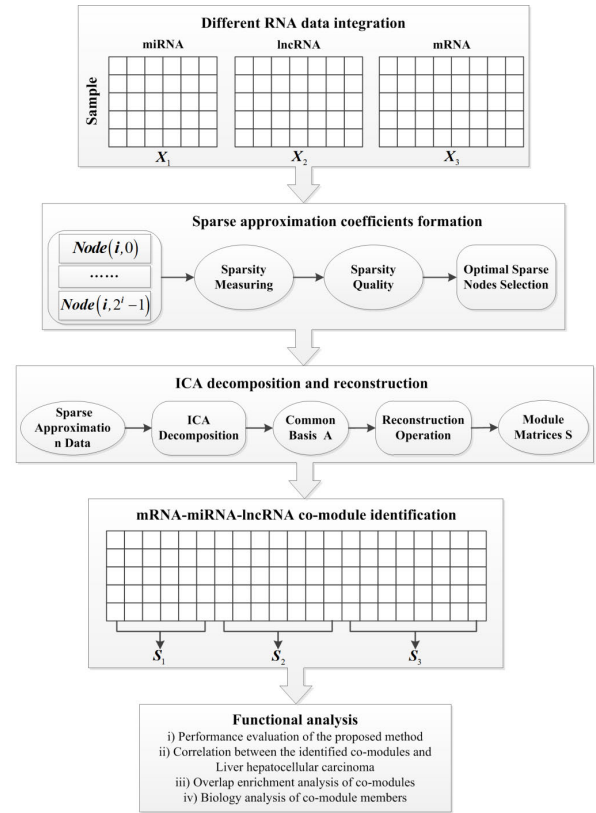 Different RNA data integration
miRNA
lncRNA
mRNA
Sample
X₁
X₂
X₃
Sparse approximation coefficients formation
Node(i,0)
……
Node(i,2ⁱ −1)
Sparsity
Measuring
Sparsity
Quality
Optimal Sparse
Nodes Selection
ICA decomposition and reconstruction
Sparse
Approximatio
n Data
ICA
Decomposition
Common
Basis A
Reconstruction
Operation
Module
Matrices S
mRNA-miRNA-lncRNA co-module identification
S₁
S₂
S₃
Functional analysis
i) Performance evaluation of the proposed method
ii) Correlation between the identified co-modules and
Liver hepatocellular carcinoma
iii) Overlap enrichment analysis of co-modules
iv) Biology analysis of co-module members